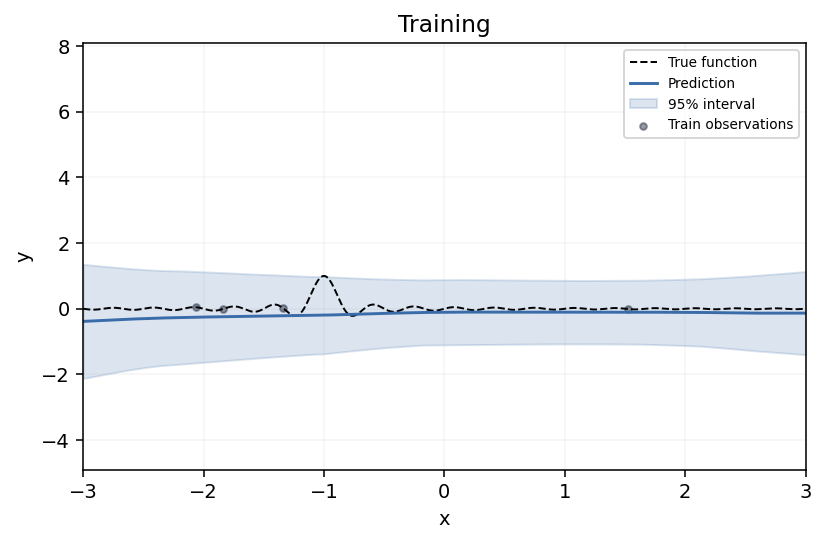 Training
True function
Prediction
95% interval
Train observations
8
6
4
2
0
−2
−4
y
−3 −2 −1 0 1 2 3
x